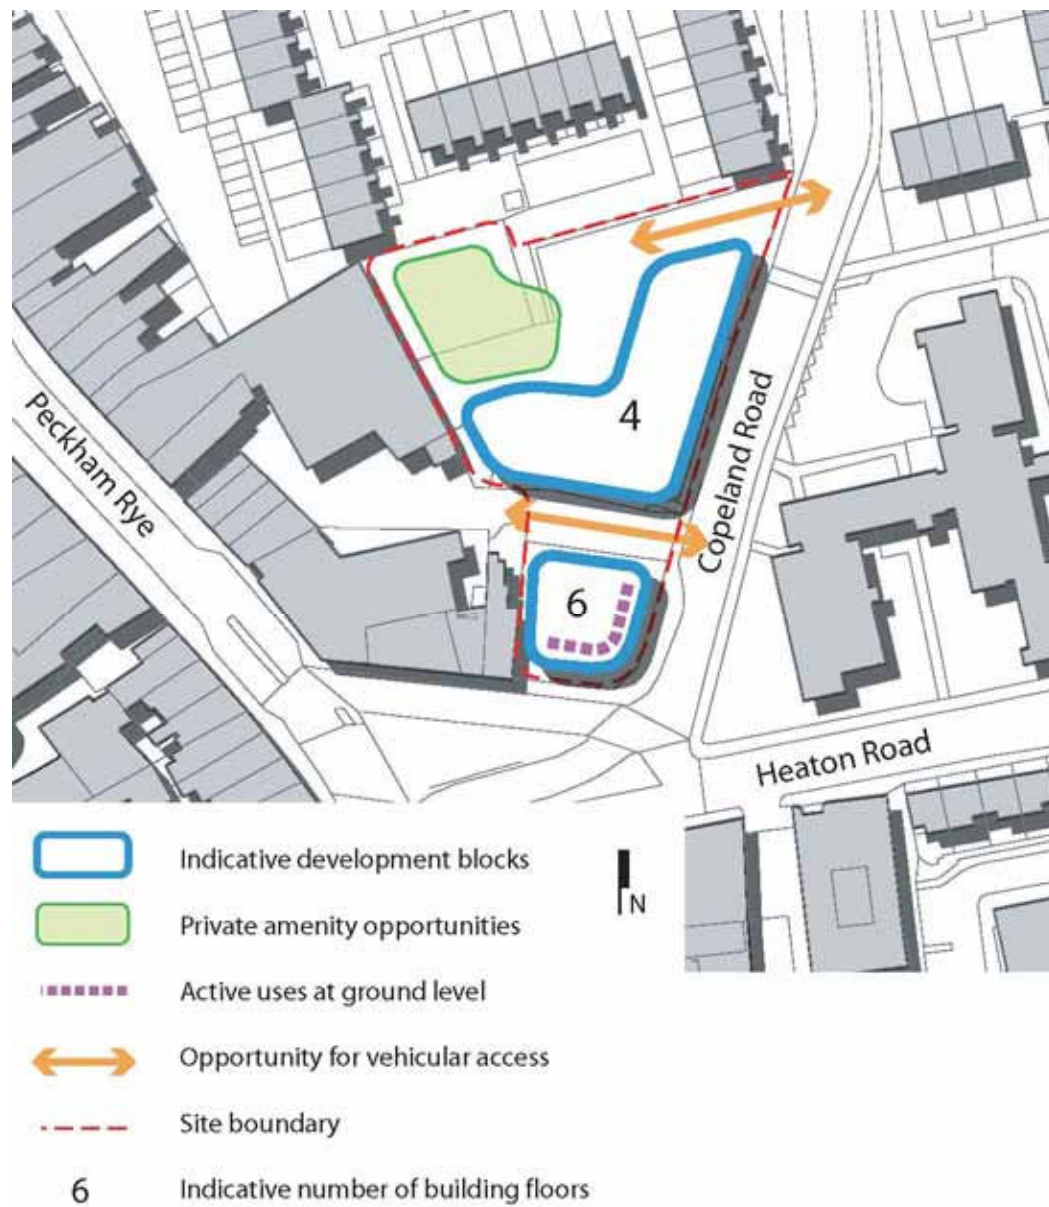 4
Peckham Rye
Copeland Road
6
Heaton Road
Indicative development blocks
N
Private amenity opportunities
Active uses at ground level
Opportunity for vehicular access
Site boundary
6 Indicative number of building floors